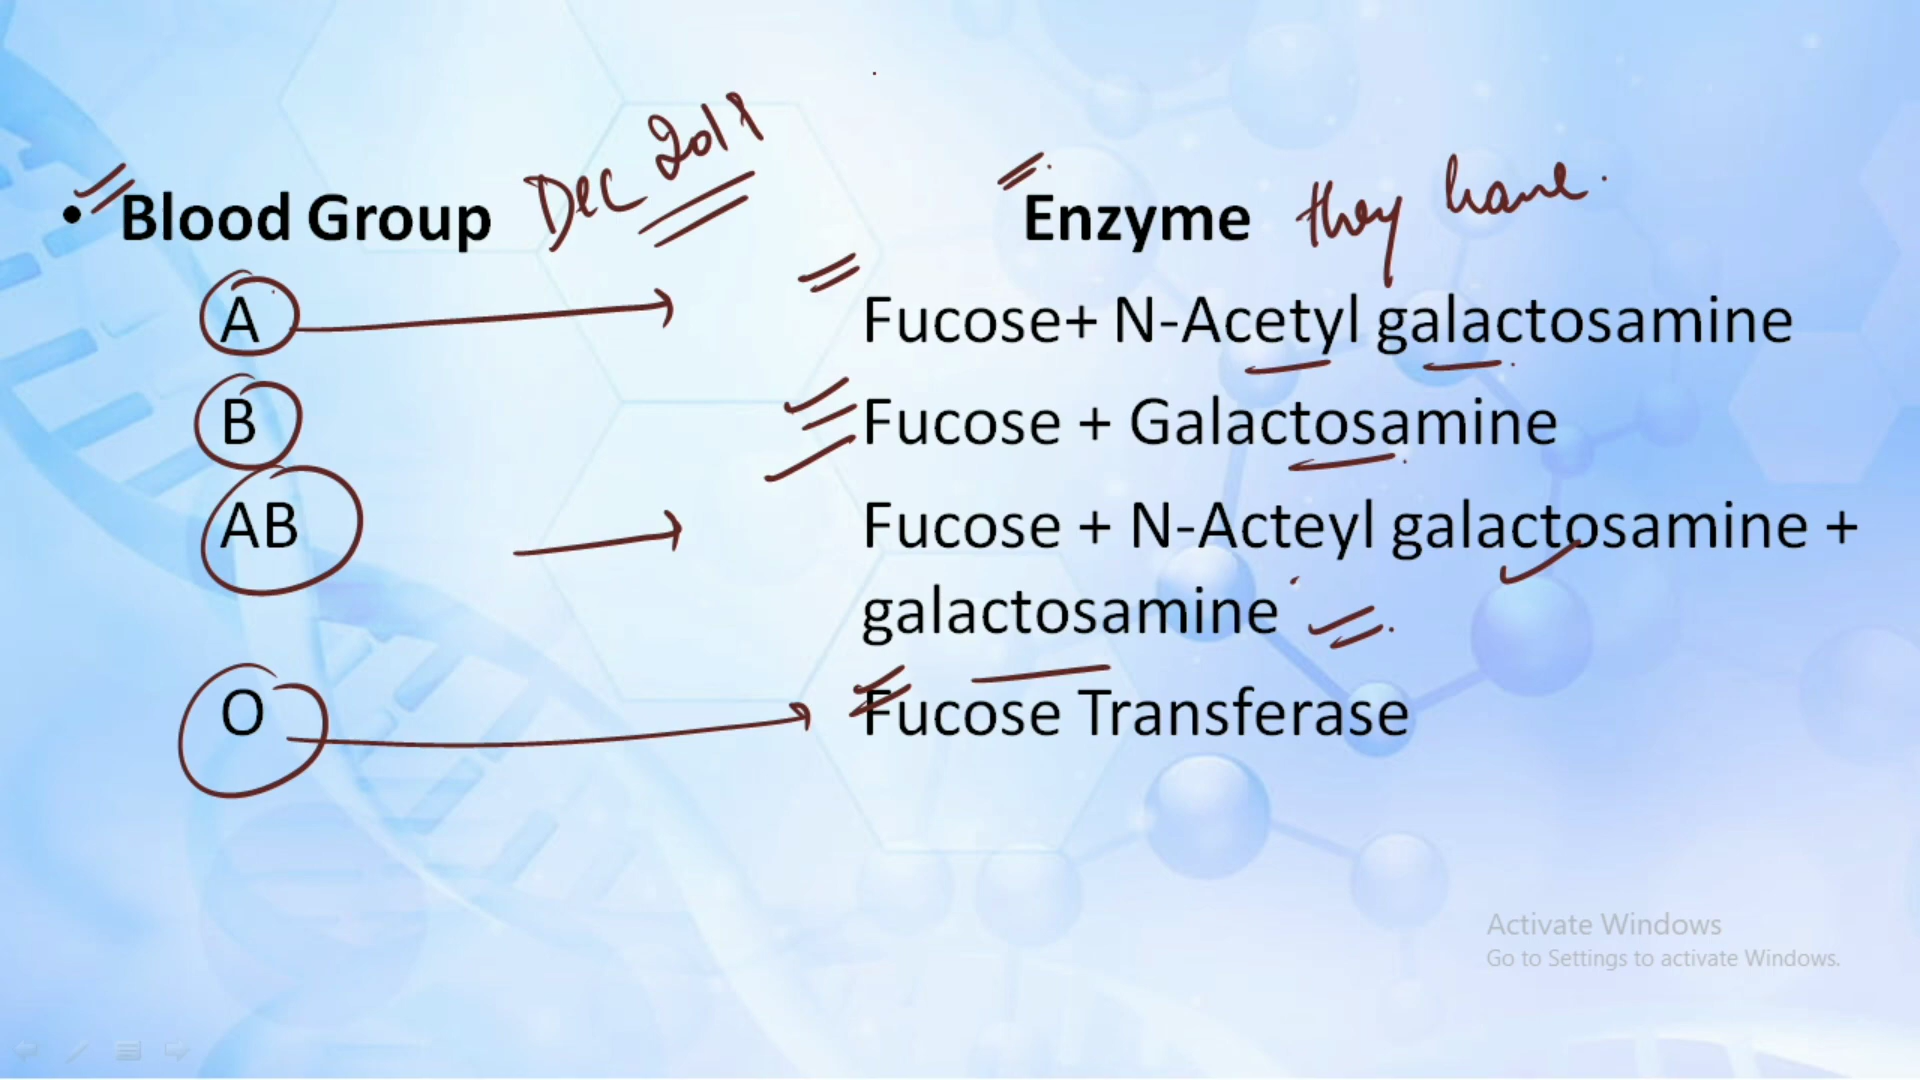 • Blood Group Dec 2018 Enzyme they have.
A Fucose+ N-Acetyl galactosamine
B Fucose + Galactosamine
AB Fucose + N-Acteyl galactosamine +
galactosamine
O Fucose Transferase
Activate Windows
Go to Settings to activate Windows.